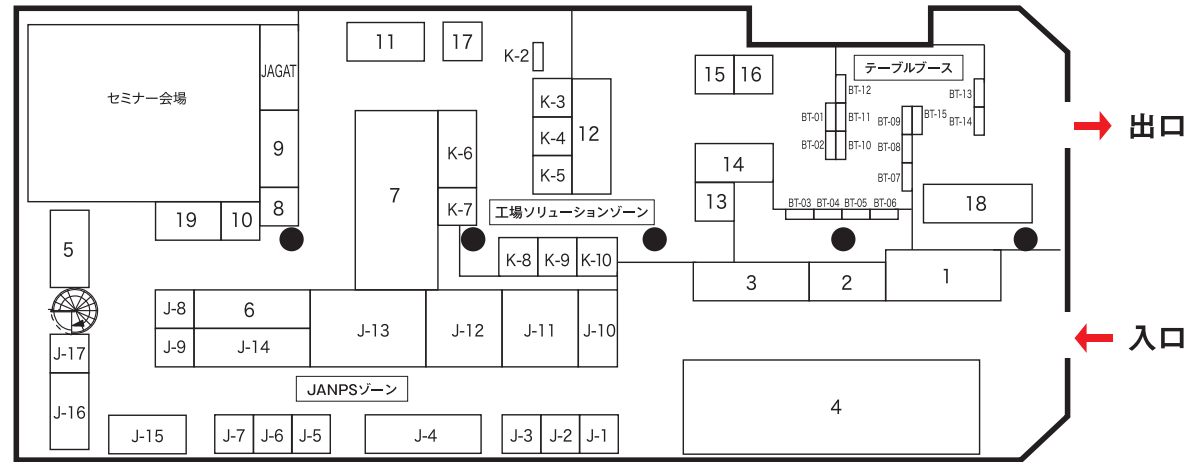 11
17
K-2
JAGAT
セミナー会場
15
16
テーブルブース
BT-12
BT-13
K-3
K-4
K-5
12
BT-01
BT-11
BT-02
BT-10
BT-09
BT-15
BT-14
BT-08
BT-07
出口
9
8
7
K-6
K-7
14
13
工場ソリューションゾーン
BT-03
BT-04
BT-05
BT-06
18
19
10
5
K-8
K-9
K-10
3
2
1
J-8
6
J-9
J-14
J-13
J-12
J-11
J-10
入口
J-17
J-16
JANPSゾーン
4
J-15
J-7
J-6
J-5
J-4
J-3
J-2
J-1